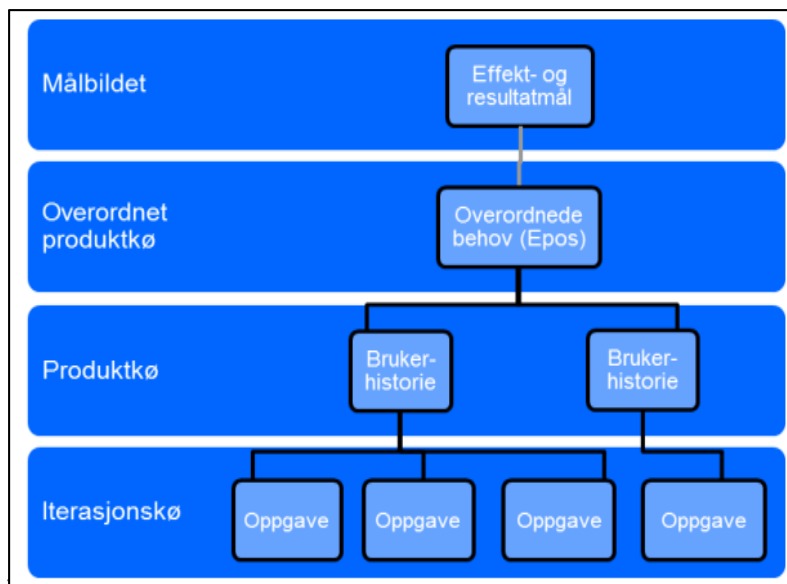 Målbildet
Effekt- og
resultatmål
Overordnet
produktkø
Overordnede
behov (Epos)
Produktkø
Bruker-
historie
Bruker-
historie
Iterasjonskø
Oppgave
Oppgave
Oppgave
Oppgave